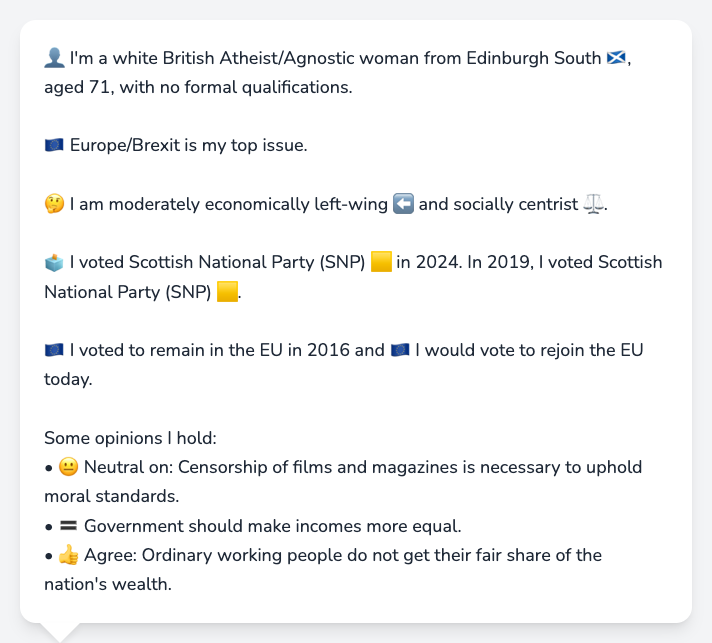 👤 I'm a white British Atheist/Agnostic woman from Edinburgh South 🏴󠁧󠁢󠁳󠁣󠁴󠁿,
aged 71, with no formal qualifications.
🇪🇺 Europe/Brexit is my top issue.
🤔 I am moderately economically left-wing ⬅️ and socially centrist ⚖️.
🗳️ I voted Scottish National Party (SNP) 🟨 in 2024. In 2019, I voted Scottish
National Party (SNP) 🟨.
🇪🇺 I voted to remain in the EU in 2016 and 🇪🇺 I would vote to rejoin the EU
today.
Some opinions I hold:
• 😐 Neutral on: Censorship of films and magazines is necessary to uphold
moral standards.
• 🟰 Government should make incomes more equal.
• 👍 Agree: Ordinary working people do not get their fair share of the
nation's wealth.